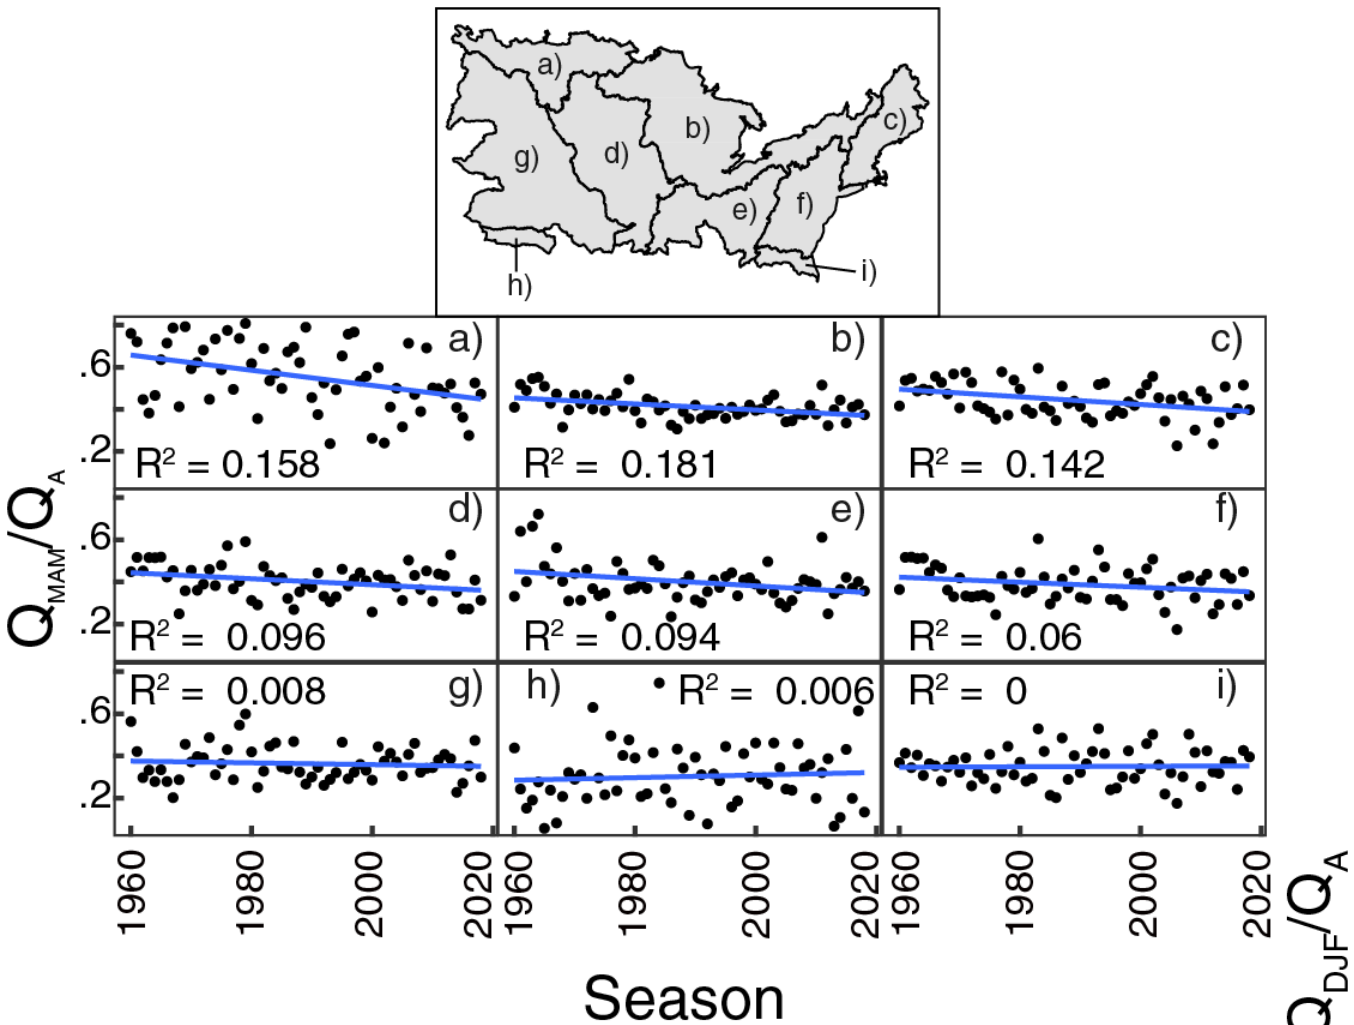 a)
b)
c)
g)
d)
e)
f)
h)
i)
a)
b)
c)
.6
.2
R² = 0.158
R² = 0.181
R² = 0.142
d)
e)
f)
.6
.2
R² = 0.096
R² = 0.094
R² = 0.06
R² = 0.008
g)
h)
R² = 0.006
R² = 0
i)
.6
.2
Q_MAM/Q_A
1960
1980
2000
2020
1960
1980
2000
2020
1960
1980
2000
2020
Season
Q_DJF/Q_A